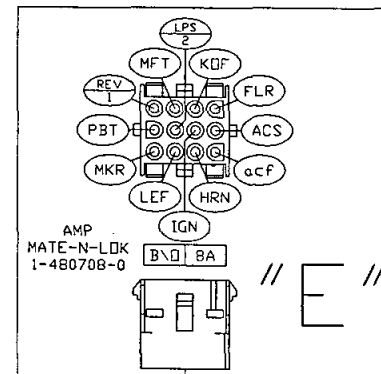 LPS
2
MFT KOF
REV
1
FLR
PBT ACS
MKR acf
LEF HRN
IGN
AMP
MATE-N-LOK
1-480708-0
B\O BA
"E"